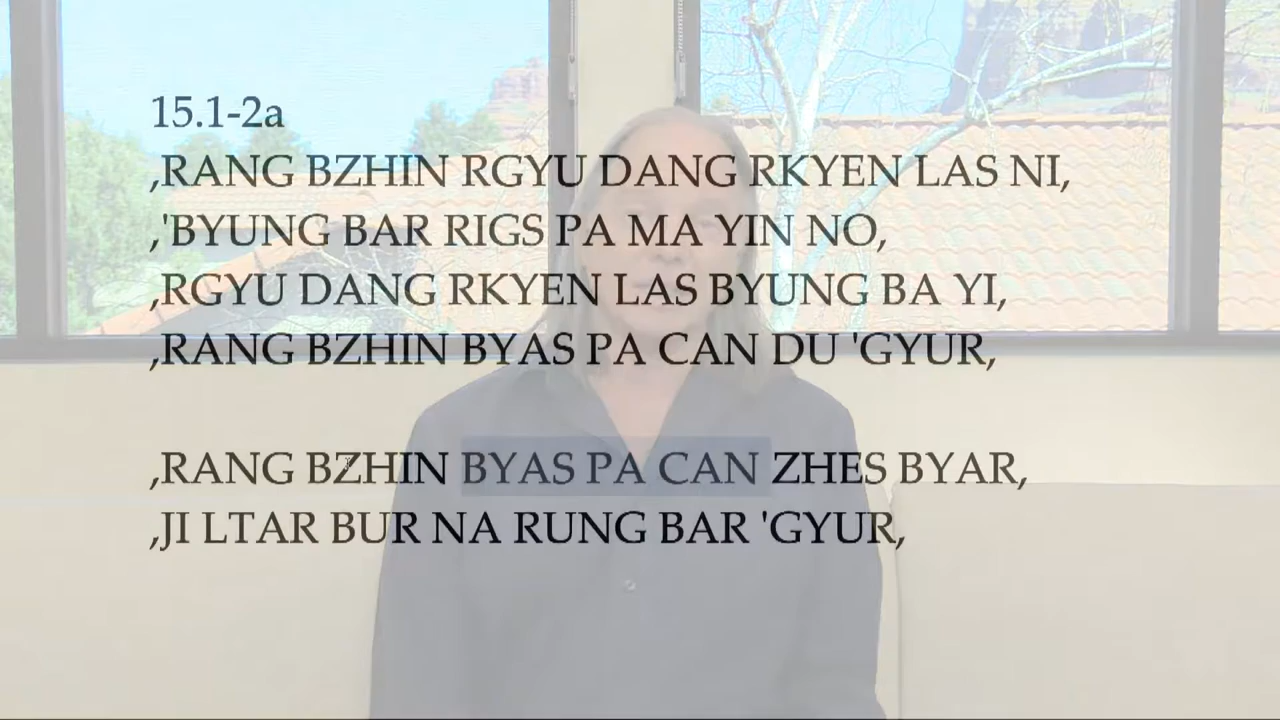 15.1-2a
,RANG BZHIN RGYU DANG RKYEN LAS NI,
,'BYUNG BAR RIGS PA MA YIN NO,
,RGYU DANG RKYEN LAS BYUNG BA YI,
,RANG BZHIN BYAS PA CAN DU 'GYUR,
,RANG BZHIN BYAS PA CAN ZHES BYAR,
,JI LTAR BUR NA RUNG BAR 'GYUR,